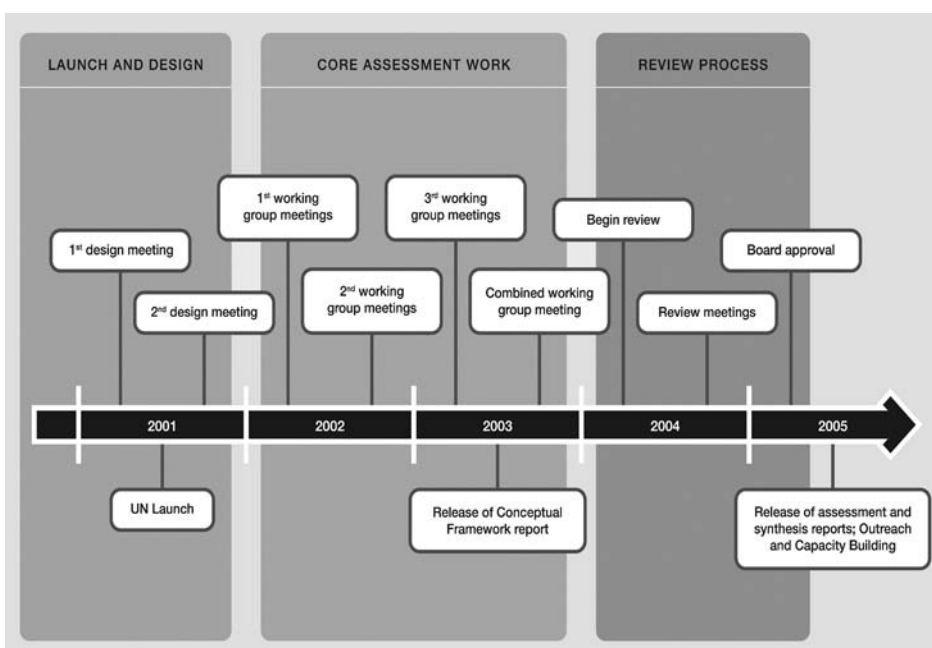 LAUNCH AND DESIGN
CORE ASSESSMENT WORK
REVIEW PROCESS
1st design meeting
2nd design meeting
1st working
group meetings
2nd working
group meetings
3rd working
group meetings
Combined working
group meeting
Begin review
Review meetings
Board approval
2001
2002
2003
2004
2005
UN Launch
Release of Conceptual
Framework report
Release of assessment and
synthesis reports; Outreach
and Capacity Building